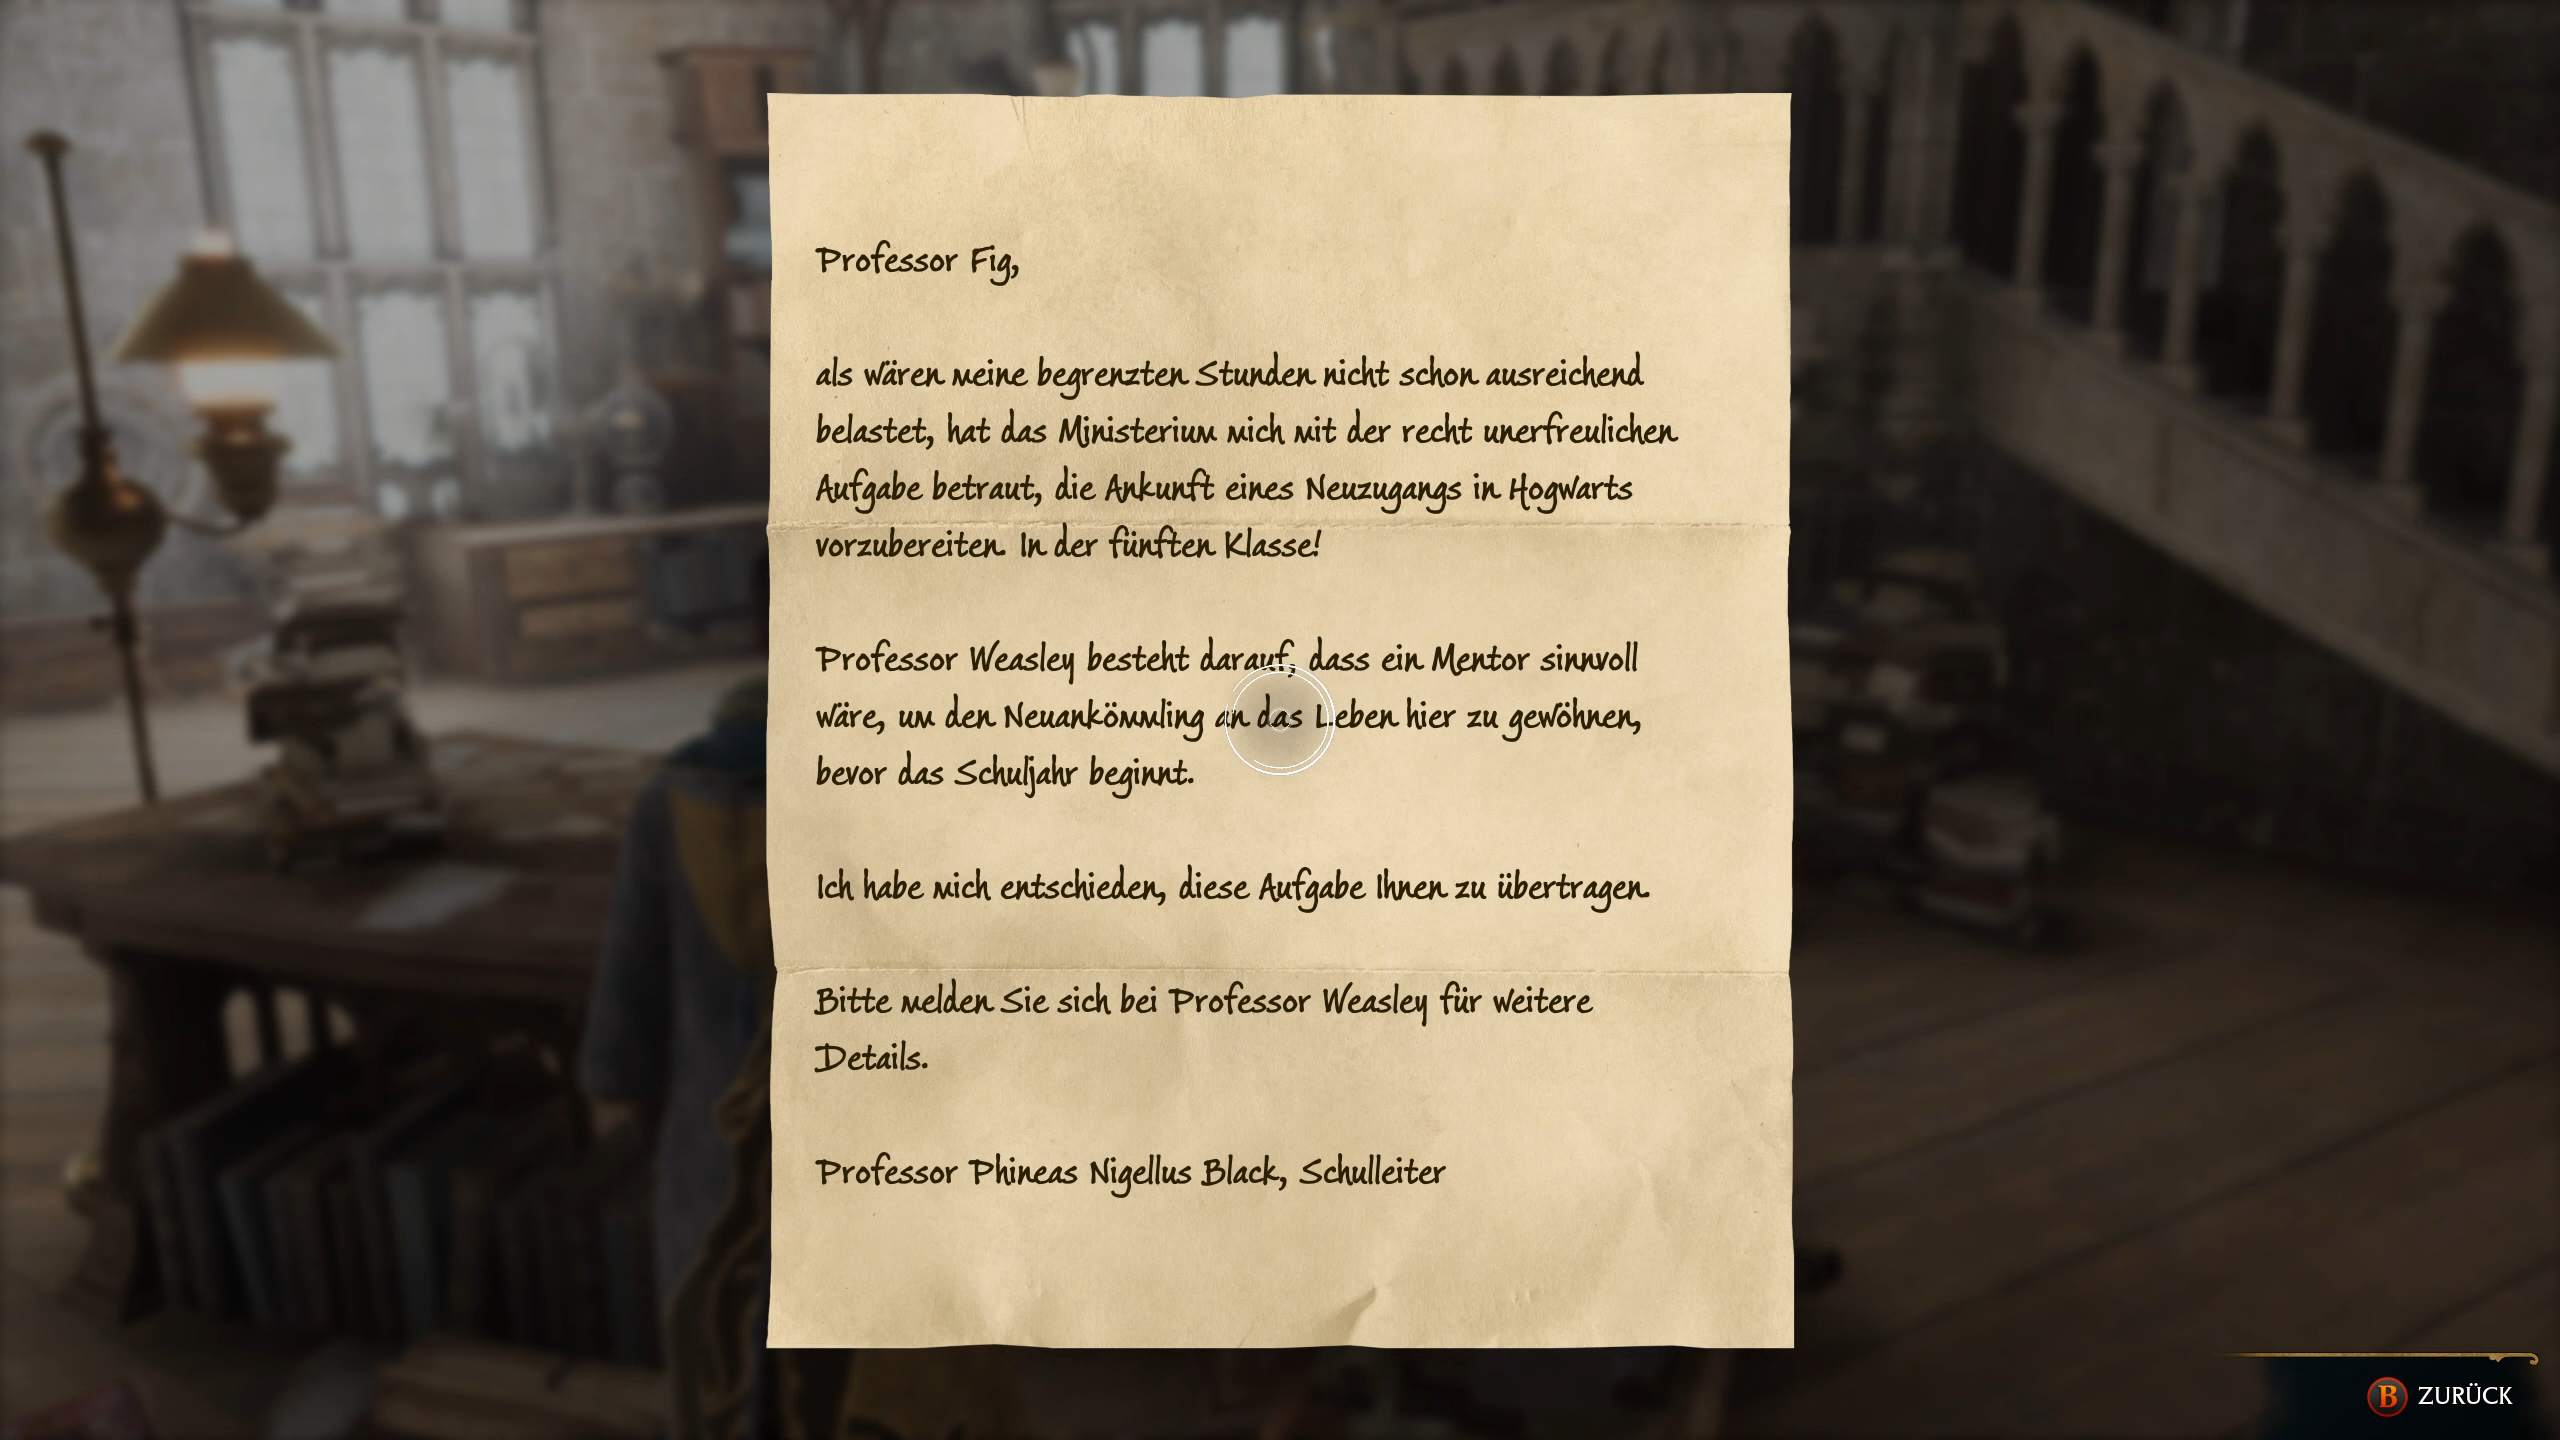 Professor Fig,
als wären meine begrenzten Stunden nicht schon ausreichend
belastet, hat das Ministerium mich mit der recht unerfreulichen
Aufgabe betraut, die Ankunft eines Neuzugangs in Hogwarts
vorzubereiten. In der fünften Klasse!
Professor Weasley besteht darauf, dass ein Mentor sinnvoll
wäre, um den Neuankömmling an das Leben hier zu gewöhnen,
bevor das Schuljahr beginnt.
Ich habe mich entschieden, diese Aufgabe Ihnen zu übertragen.
Bitte melden Sie sich bei Professor Weasley für weitere
Details.
Professor Phineas Nigellus Black, Schulleiter
B ZURÜCK